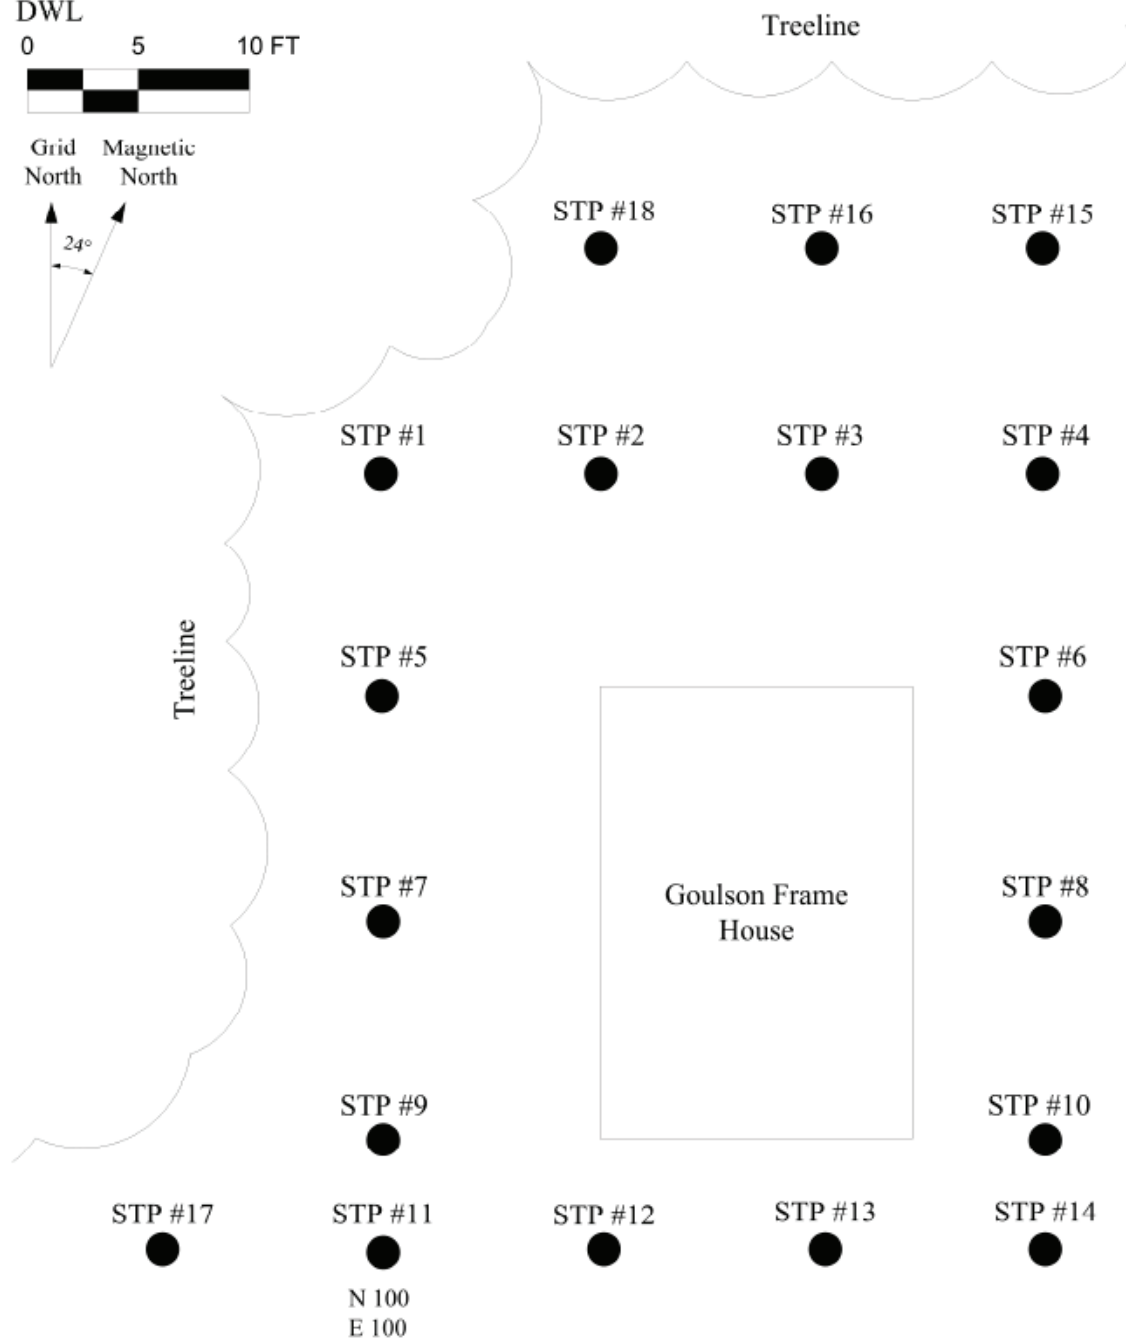 DWL
0 5 10 FT
Grid North
Magnetic North
24°
Treeline
STP #18 STP #16 STP #15
STP #1 STP #2 STP #3 STP #4
Treeline
STP #5 STP #6
STP #7 STP #8
Goulson Frame
House
STP #9 STP #10
STP #17 STP #11 STP #12 STP #13 STP #14
N 100
E 100